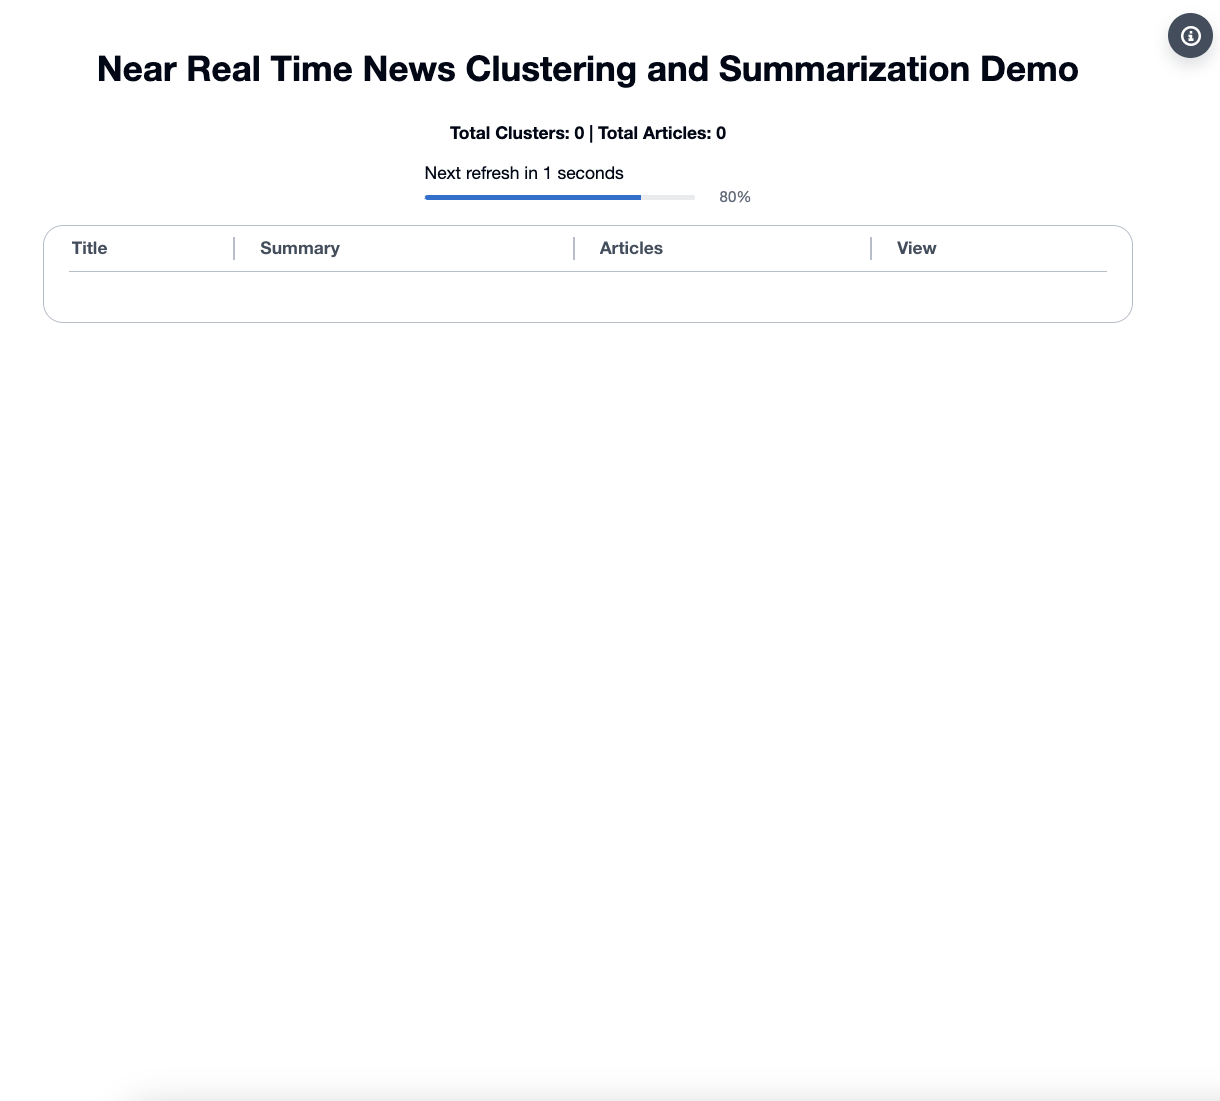 Near Real Time News Clustering and Summarization Demo
Total Clusters: 0 | Total Articles: 0
Next refresh in 1 seconds
80%
Title Summary Articles View